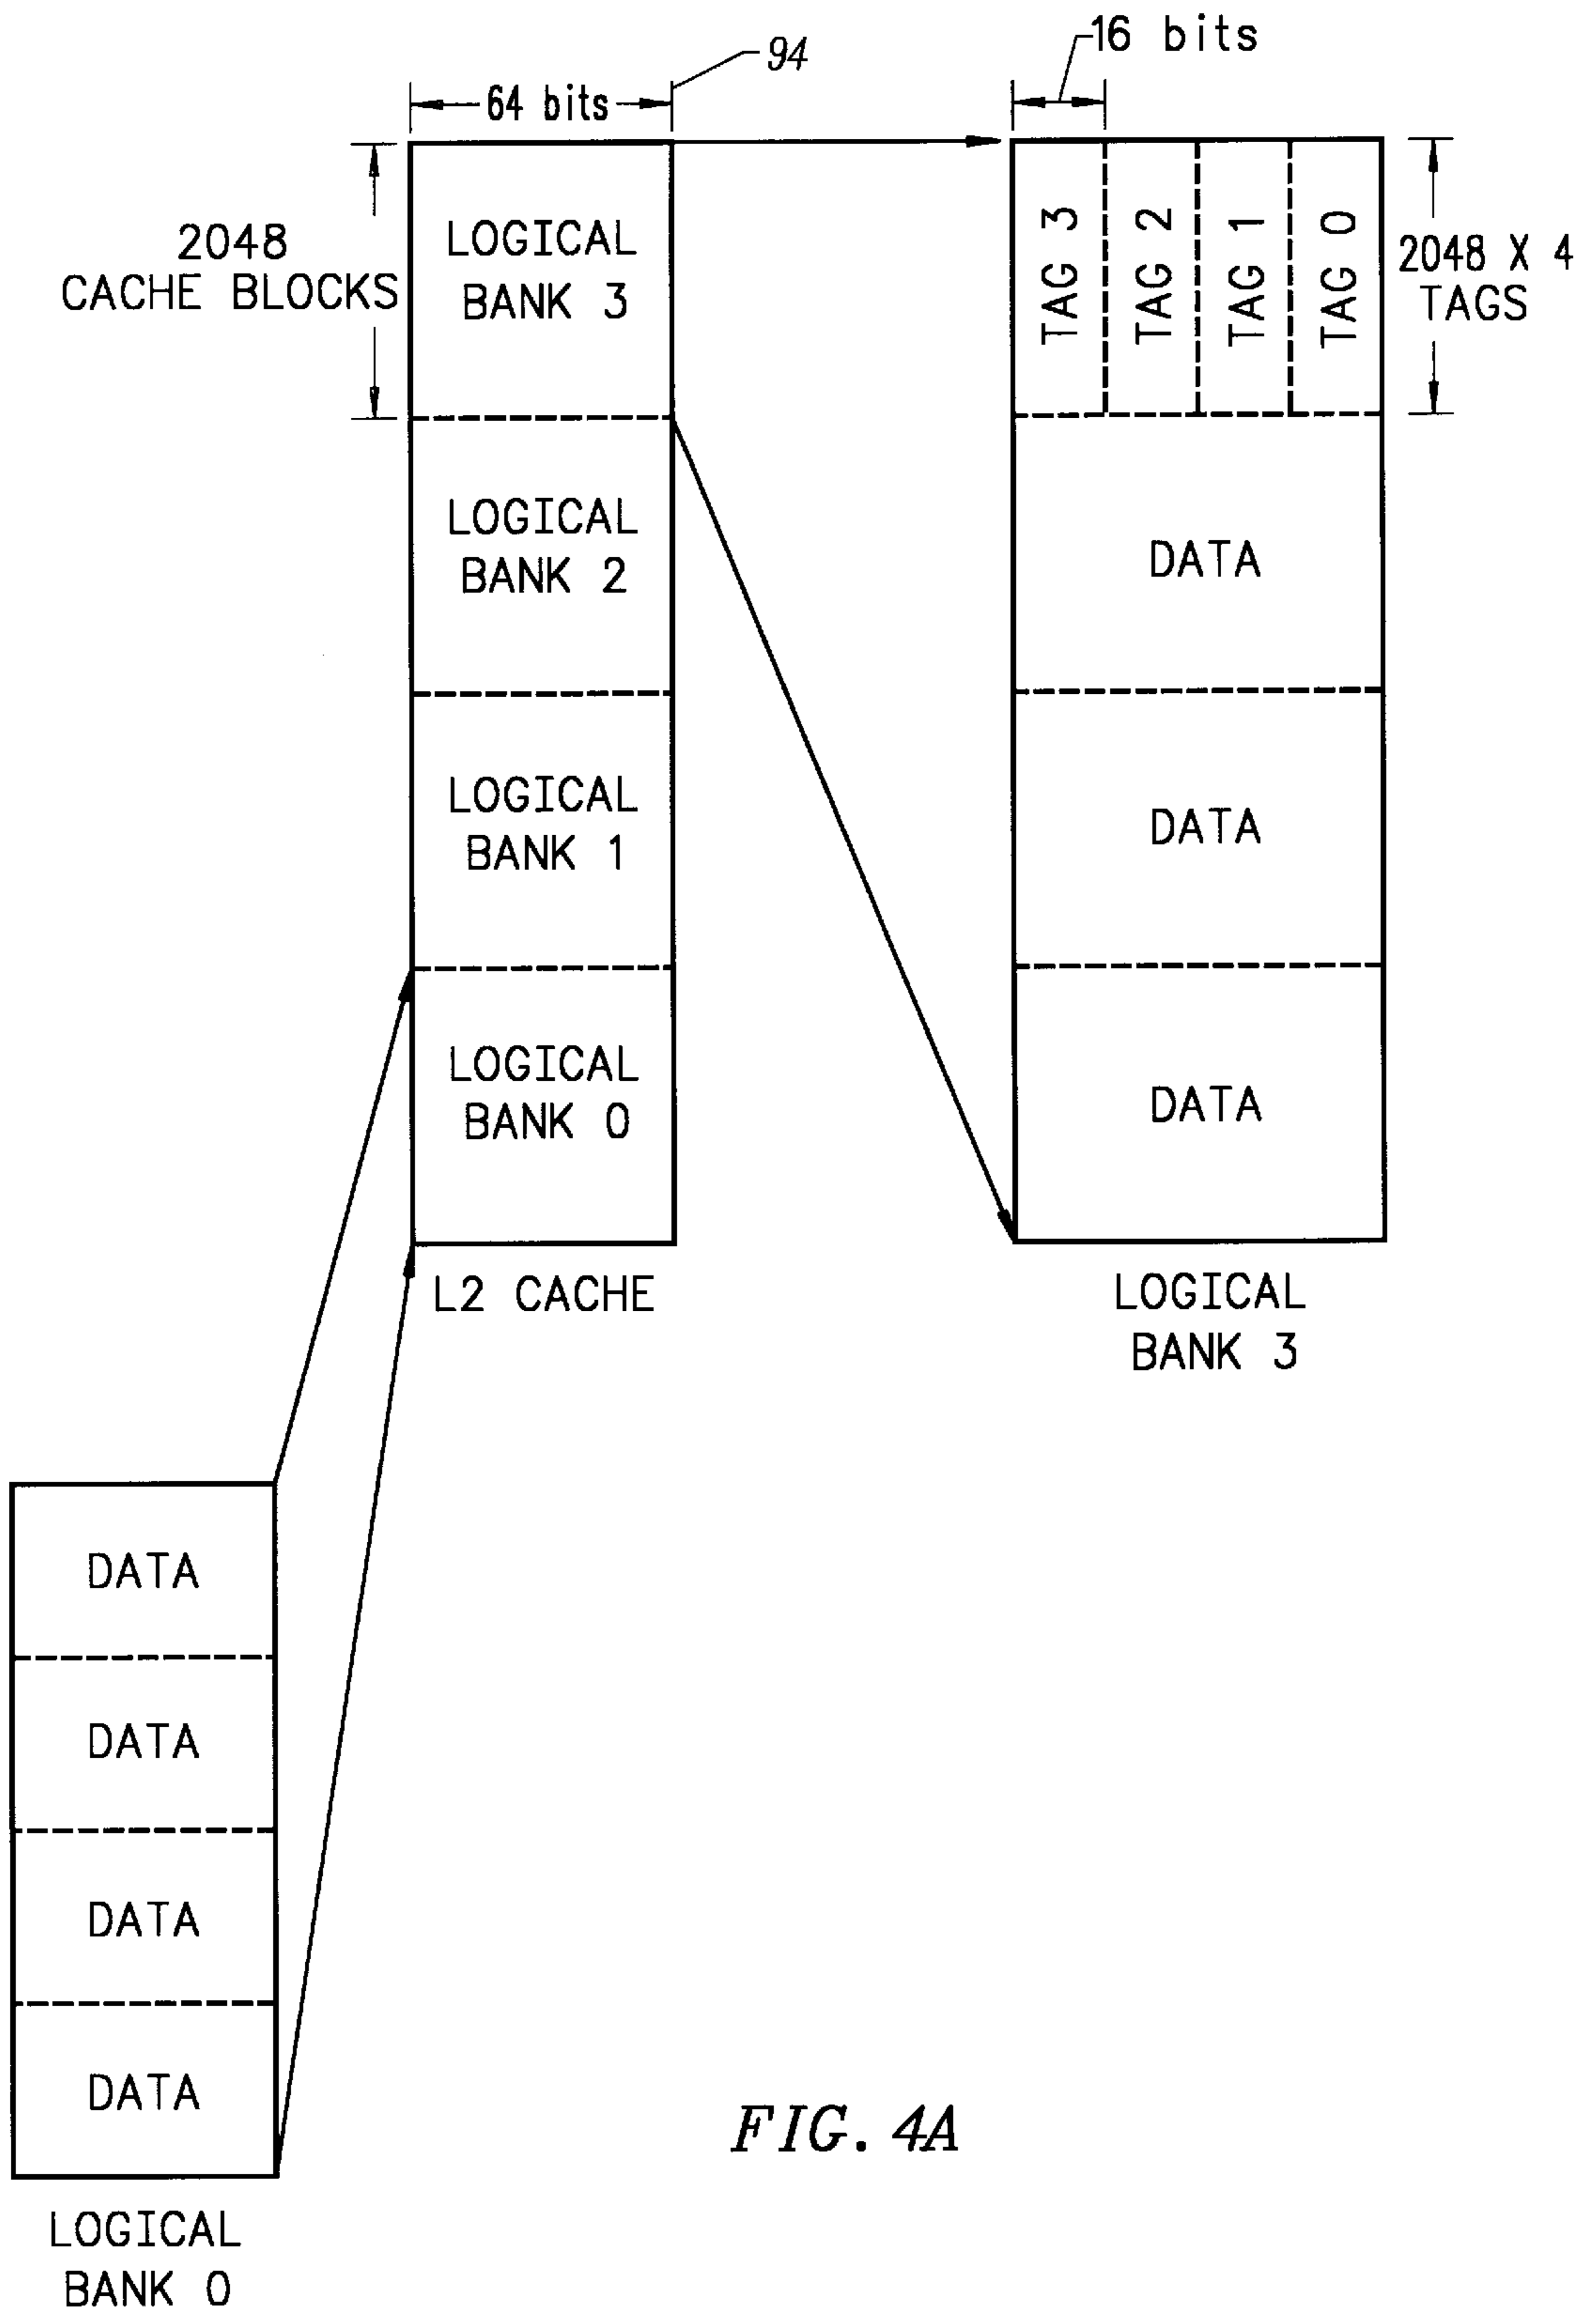 94
16 bits
64 bits
2048
CACHE BLOCKS
LOGICAL
BANK 3
TAG 3
TAG 2
TAG 1
TAG 0
2048 X 4
TAGS
LOGICAL
BANK 2
DATA
LOGICAL
BANK 1
DATA
LOGICAL
BANK 0
DATA
L2 CACHE
LOGICAL
BANK 3
DATA
DATA
DATA
DATA
LOGICAL
BANK 0
FIG. 4A